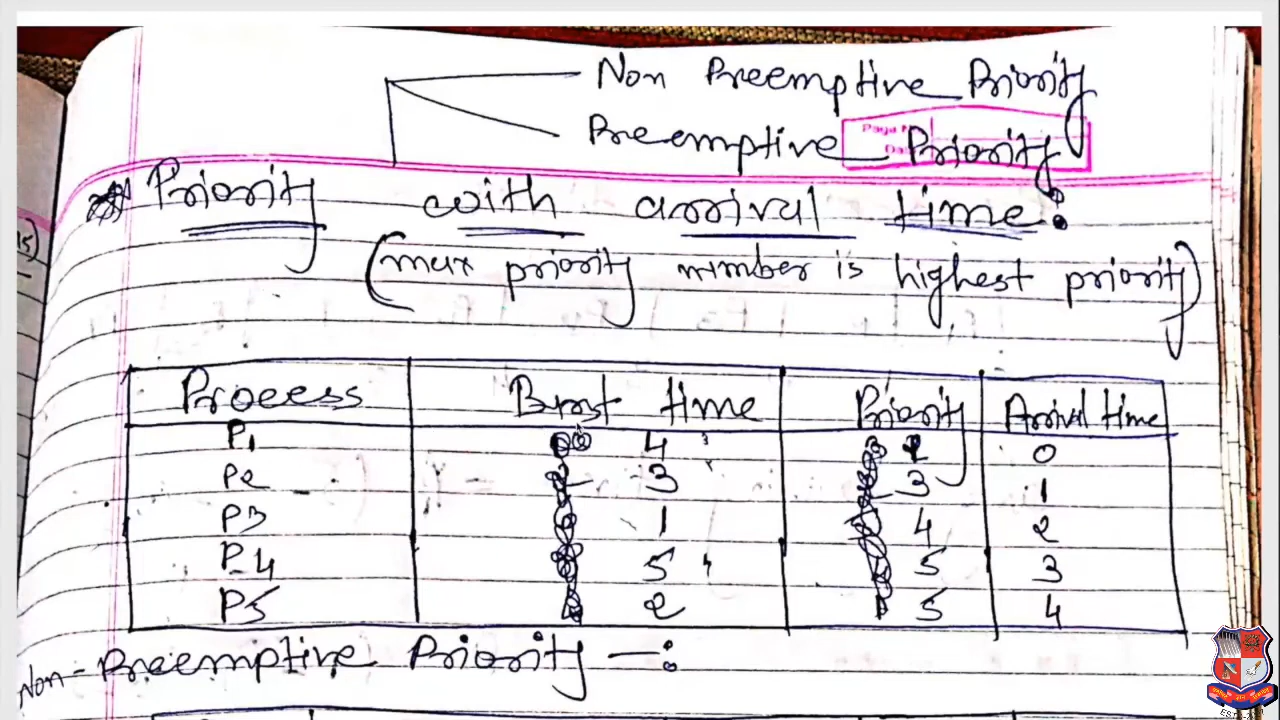 Non Preemptive Priority
Preemptive Priority
Priority with arrival time:
(max priority number is highest priority)
Process Burst time Priority Arrival time
P1 4 2 0
P2 3 3 1
P3 1 4 2
P4 5 5 3
P5 2 5 4
Non-Preemptive Priority —: